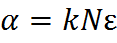 α = kNε